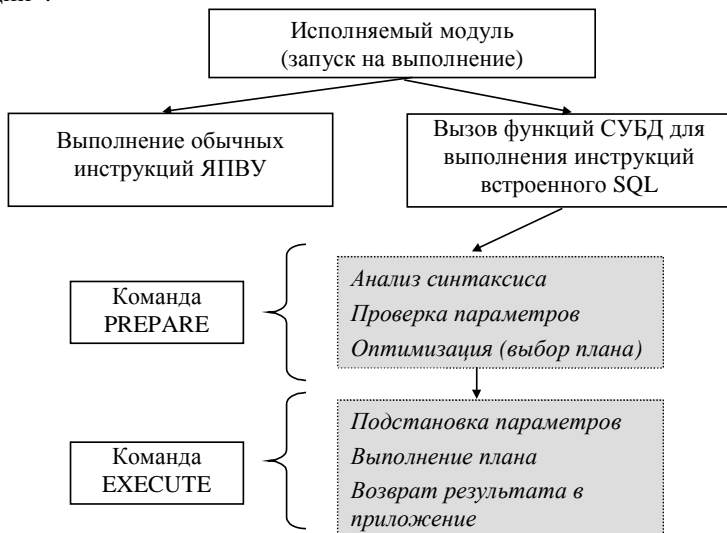 Исполняемый модуль
(запуск на выполнение)
Выполнение обычных
инструкций ЯПВУ
Вызов функций СУБД для
выполнения инструкций
встроенного SQL
Команда
PREPARE
Анализ синтаксиса
Проверка параметров
Оптимизация (выбор плана)
Команда
EXECUTE
Подстановка параметров
Выполнение плана
Возврат результата в
приложение